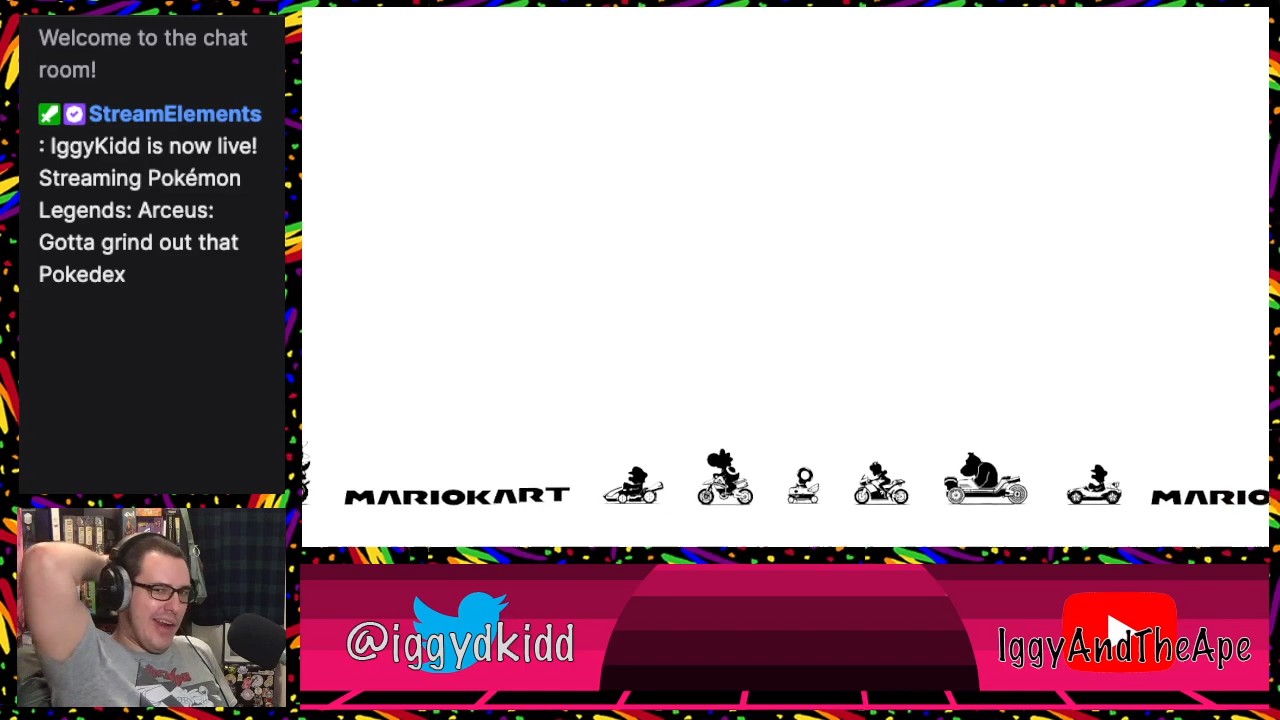 Welcome to the chat
room!
StreamElements
: IggyKidd is now live!
Streaming Pokémon
Legends: Arceus:
Gotta grind out that
Pokedex
MARIOKART
MARIO
@iggydkidd
IggyAndTheApe